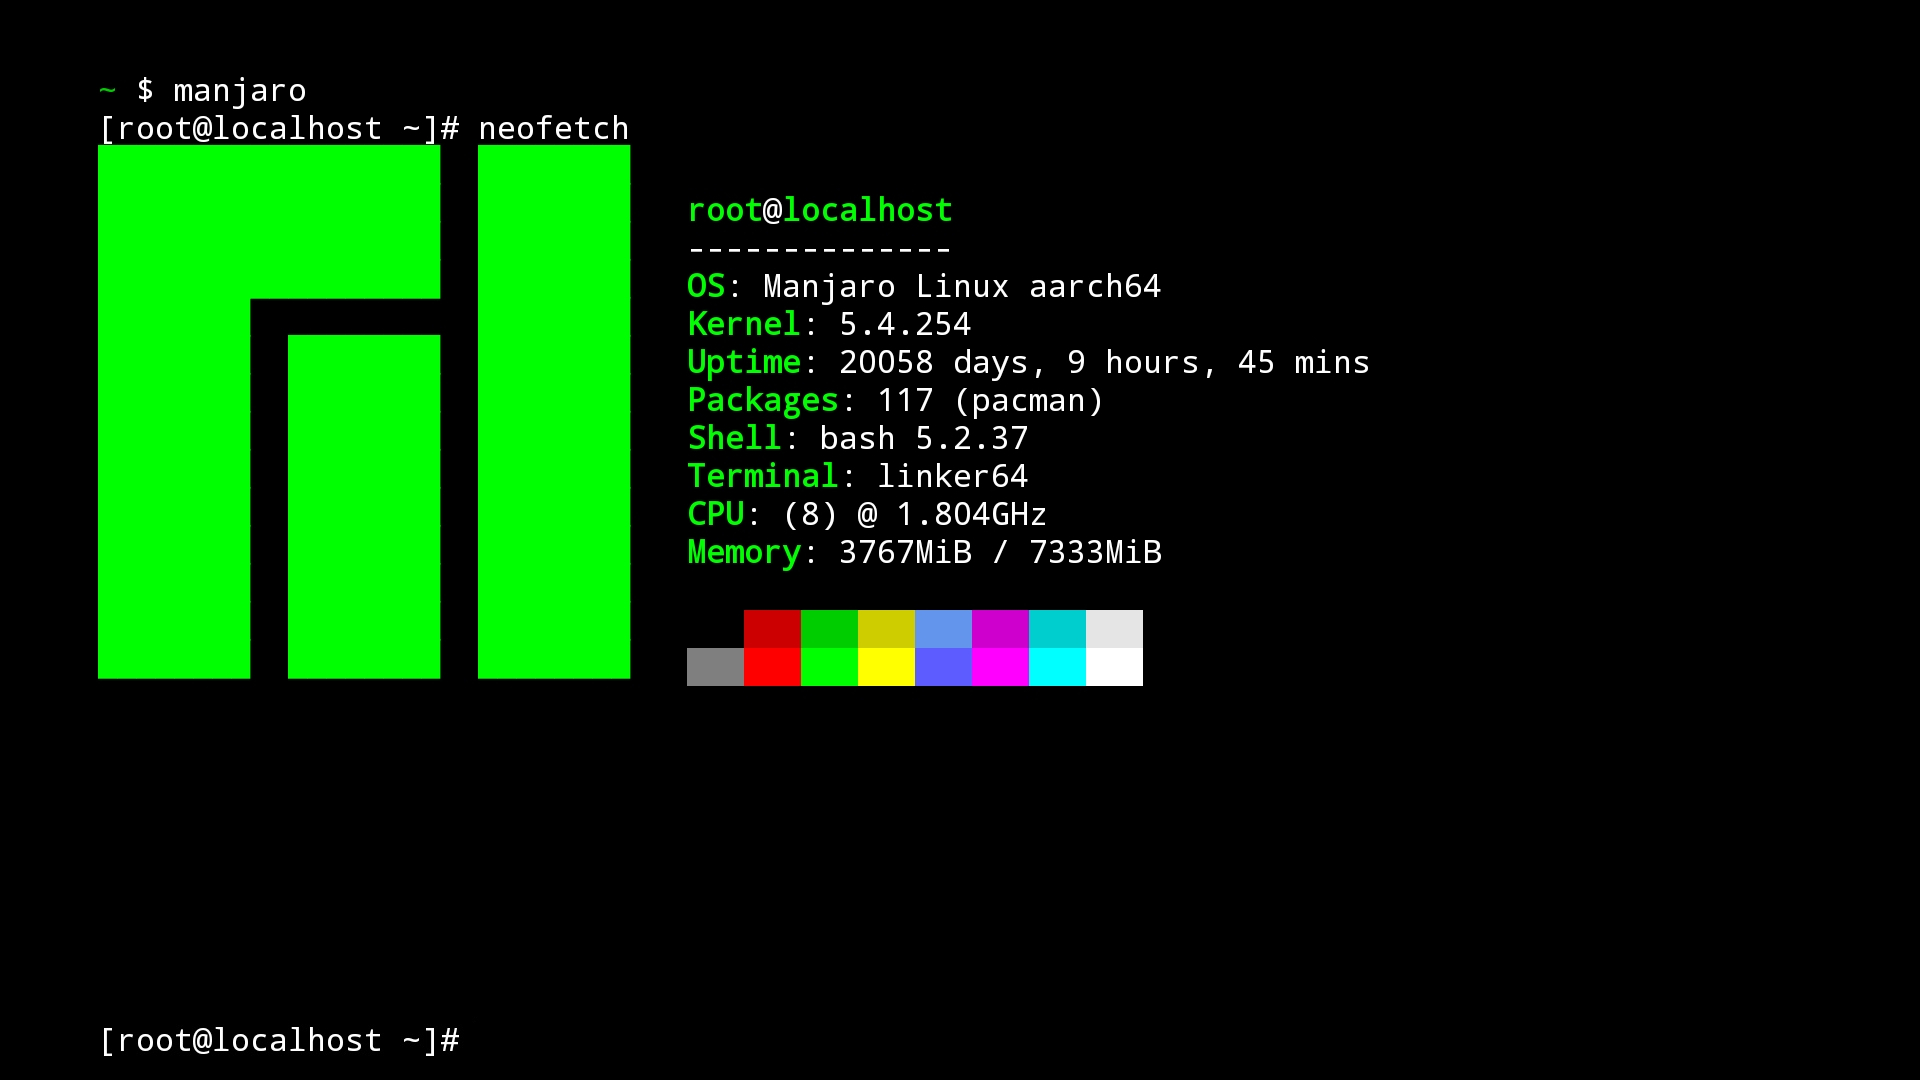 ~ $ manjaro
[root@localhost ~]# neofetch
root@localhost
--------------
OS: Manjaro Linux aarch64
Kernel: 5.4.254
Uptime: 20058 days, 9 hours, 45 mins
Packages: 117 (pacman)
Shell: bash 5.2.37
Terminal: linker64
CPU: (8) @ 1.804GHz
Memory: 3767MiB / 7333MiB
[root@localhost ~]#